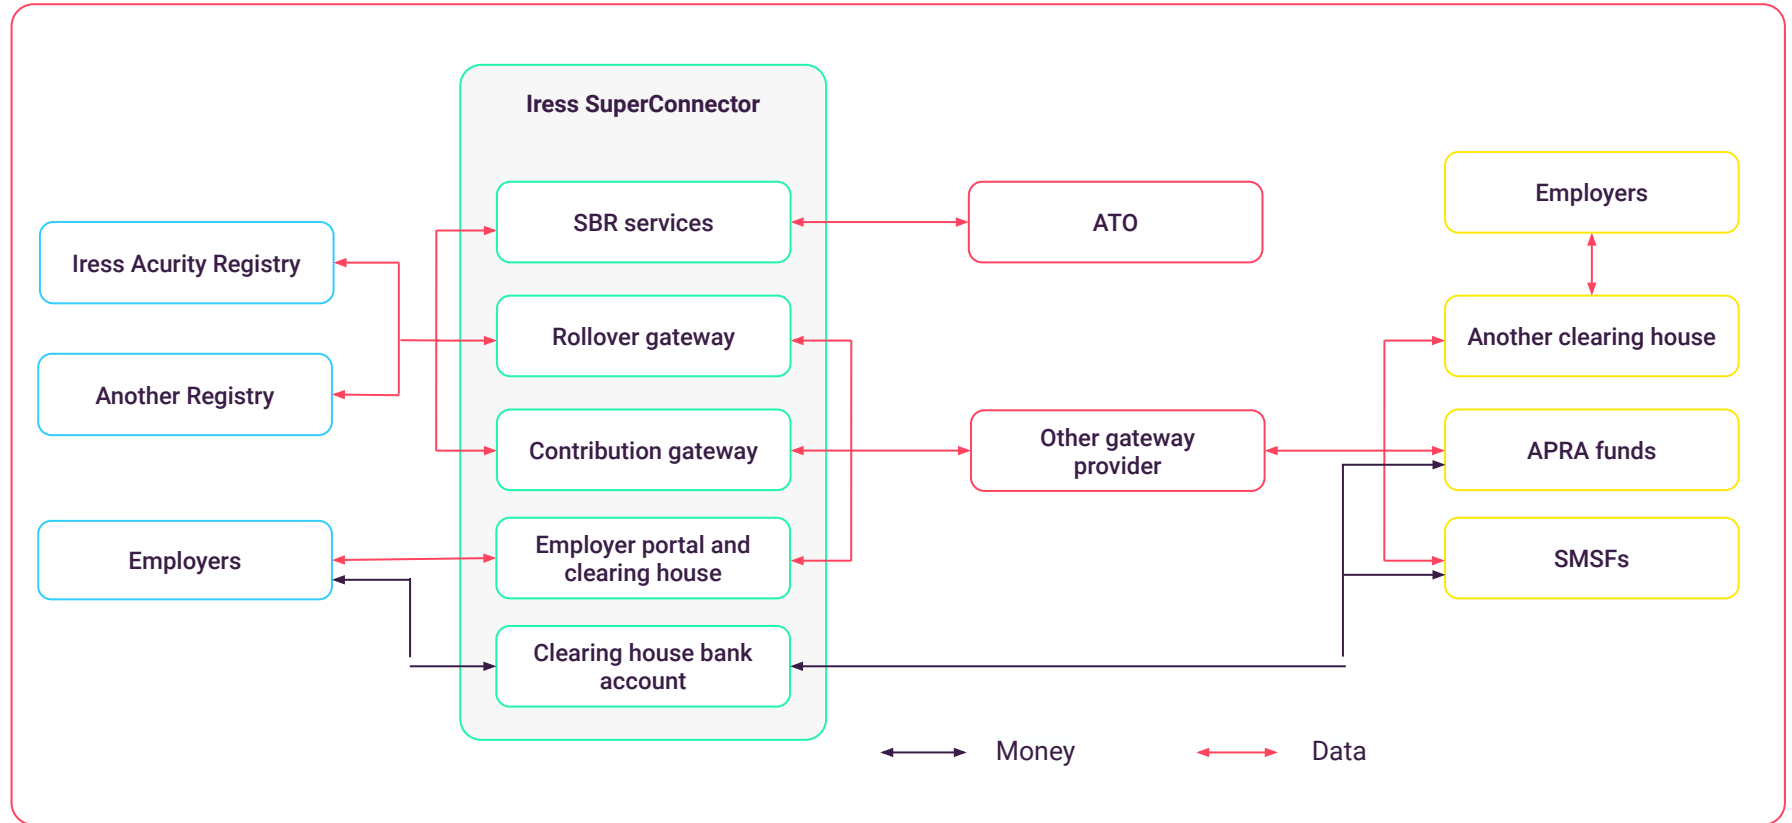 Iress SuperConnector
SBR services
ATO
Employers
Iress Acurity Registry
Rollover gateway
Another clearing house
Another Registry
Contribution gateway
Other gateway
provider
APRA funds
Employers
Employer portal and
clearing house
SMSFs
Clearing house bank
account
Money
Data